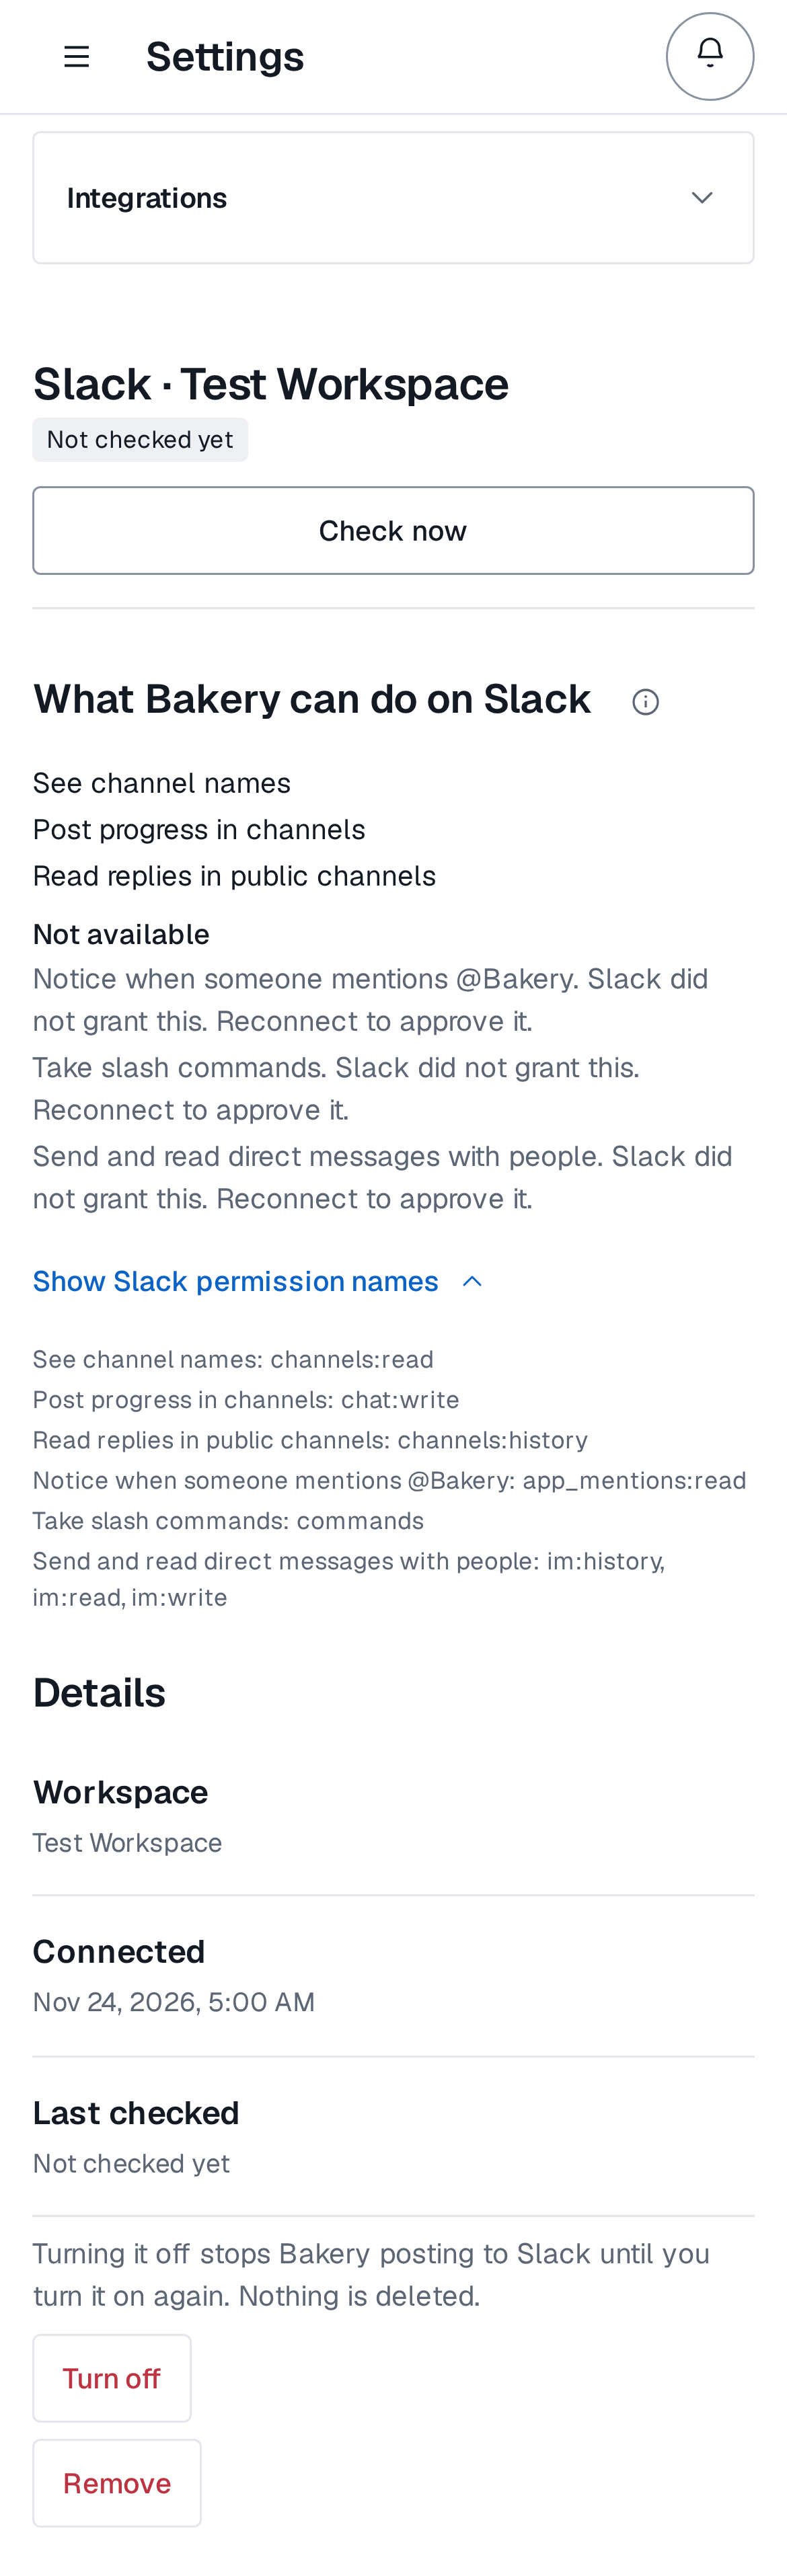 Settings
Integrations
Slack · Test Workspace
Not checked yet
Check now
What Bakery can do on Slack
See channel names
Post progress in channels
Read replies in public channels
Not available
Notice when someone mentions @Bakery. Slack did
not grant this. Reconnect to approve it.
Take slash commands. Slack did not grant this.
Reconnect to approve it.
Send and read direct messages with people. Slack did
not grant this. Reconnect to approve it.
Show Slack permission names
See channel names: channels:read
Post progress in channels: chat:write
Read replies in public channels: channels:history
Notice when someone mentions @Bakery: app_mentions:read
Take slash commands: commands
Send and read direct messages with people: im:history,
im:read, im:write
Details
Workspace
Test Workspace
Connected
Nov 24, 2026, 5:00 AM
Last checked
Not checked yet
Turning it off stops Bakery posting to Slack until you
turn it on again. Nothing is deleted.
Turn off
Remove